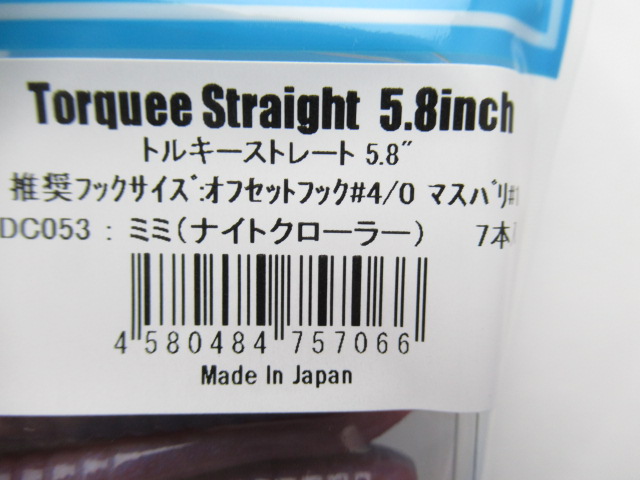 Torquee Straight 5.8inch
トルキーストレート 5.8″
推奨フックサイズ:オフセットフック#4/0 マスバリ#1
DC053 : ミミ(ナイトクローラー) 7本
4 580484 757066
Made In Japan